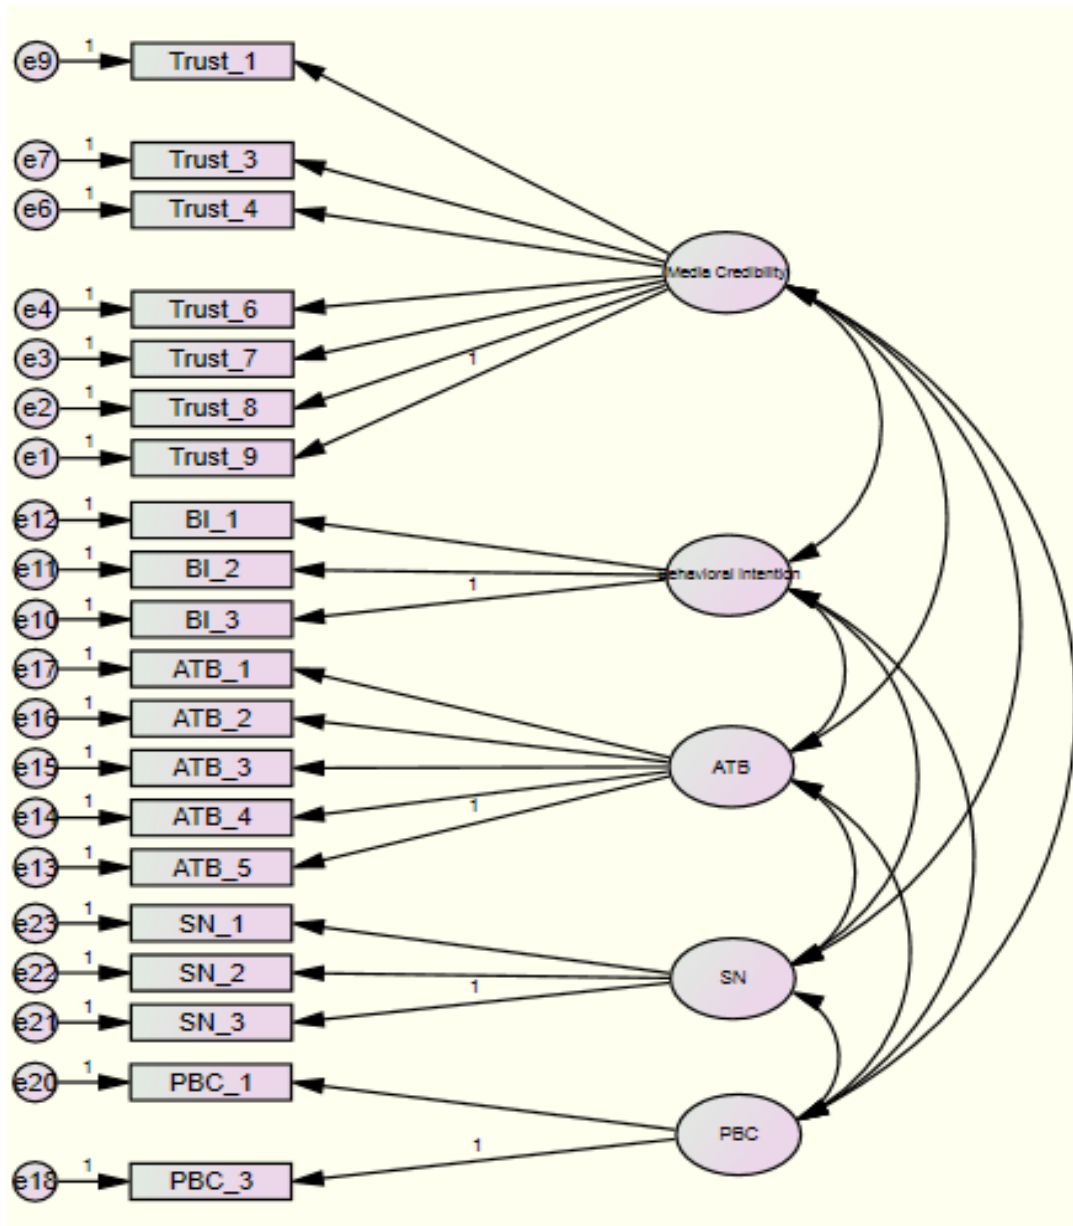 e9 1 Trust_1
e7 1 Trust_3
e6 1 Trust_4
Media Credibility
e4 1 Trust_6
e3 1 Trust_7
1
e2 1 Trust_8
e1 1 Trust_9
e12 1 BI_1
e11 1 BI_2
ehavioral Intention
1
e10 1 BI_3
e17 1 ATB_1
e16 1 ATB_2
e15 1 ATB_3
ATB
e14 1 ATB_4
1
e13 1 ATB_5
e23 1 SN_1
e22 1 SN_2
SN
1
e21 1 SN_3
e20 1 PBC_1
PBC
1
e18 1 PBC_3